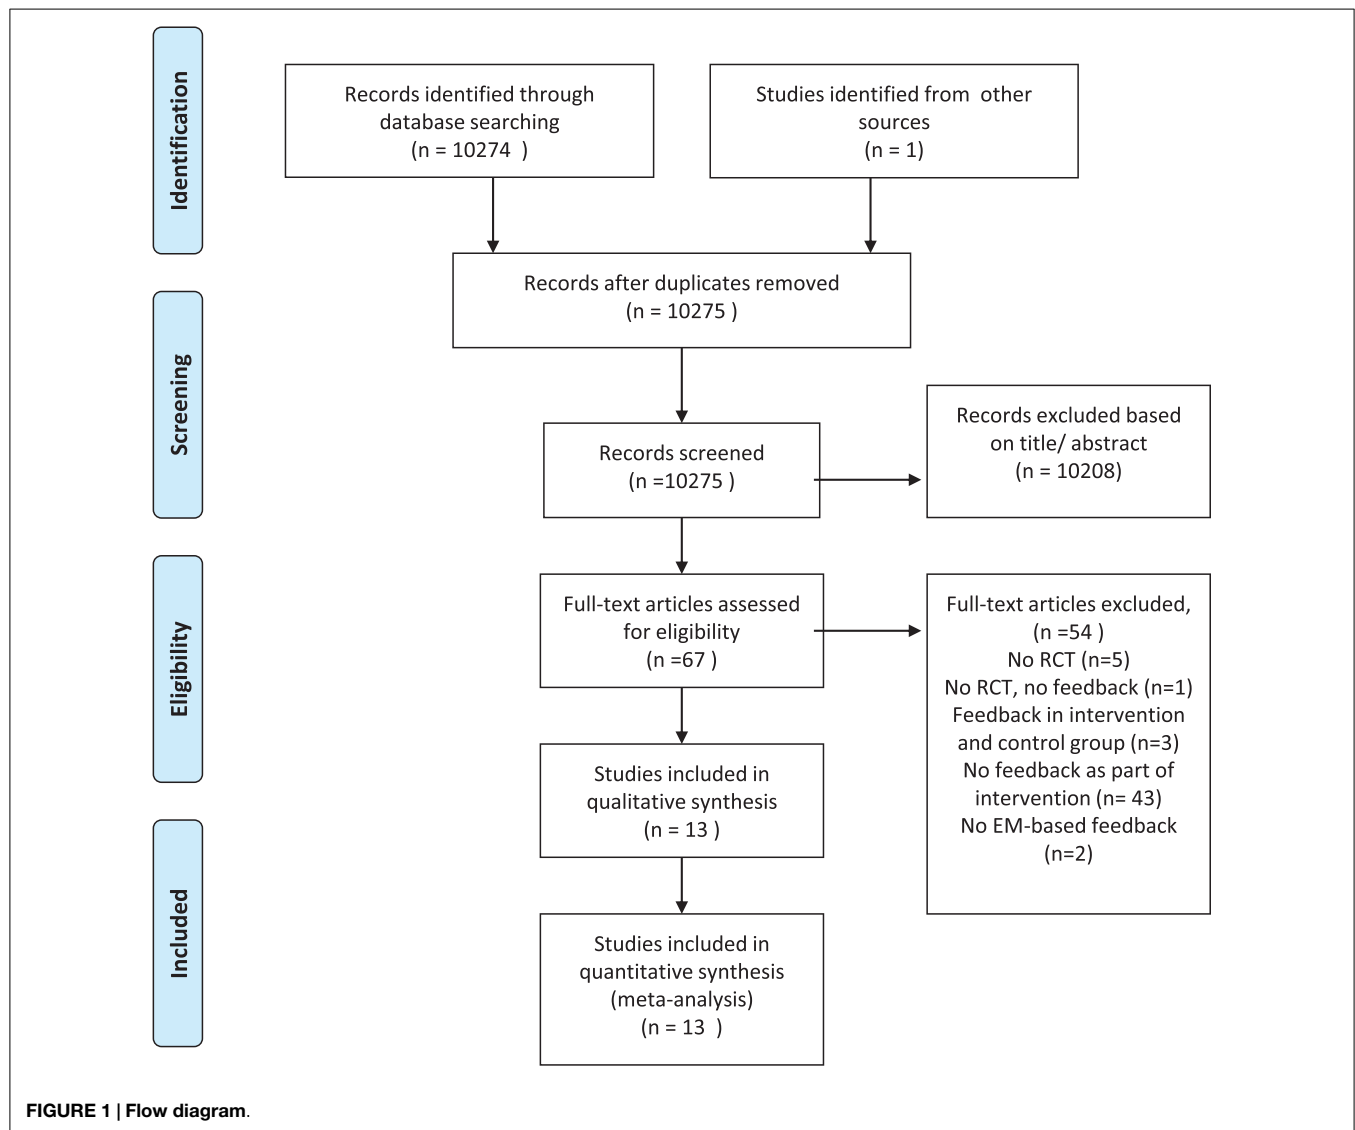 Identification
Records identified through
database searching
(n = 10274  )
Studies identified from  other
sources
(n = 1)
Records after duplicates removed
(n = 10275 )
Screening
Records screened
(n =10275 )
Records excluded based
on title/ abstract
(n = 10208)
Eligibility
Full-text articles assessed
for eligibility
(n =67 )
Full-text articles excluded,
(n =54 )
No RCT (n=5)
No RCT, no feedback (n=1)
Feedback in intervention
and control group (n=3)
No feedback as part of
intervention (n= 43)
No EM-based feedback
(n=2)
Studies included in
qualitative synthesis
(n = 13 )
Included
Studies included in
quantitative synthesis
(meta-analysis)
(n = 13  )
FIGURE 1 | Flow diagram.